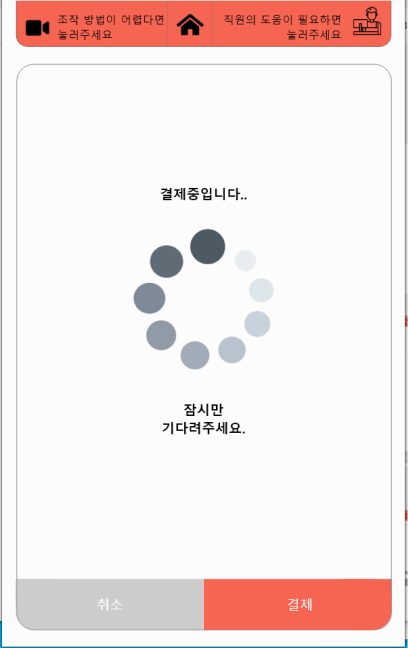 조작 방법이 어렵다면
눌러주세요
직원의 도움이 필요하면
눌러주세요
결제중입니다..
잠시만
기다려주세요.
취소
결제